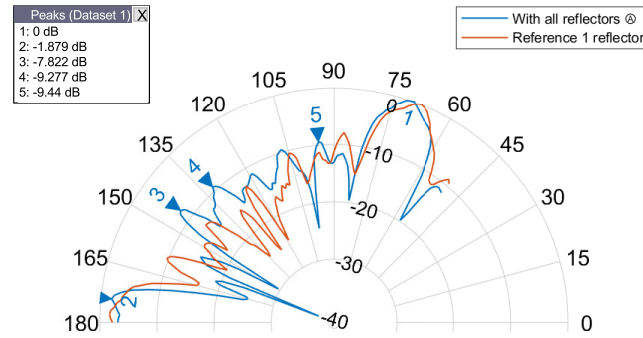 Peaks (Dataset 1) X
1: 0 dB
2: -1.879 dB
3: -7.822 dB
4: -9.277 dB
5: -9.44 dB
With all reflectors Ⓐ
Reference 1 reflector
90
105
75
120
60
135
45
150
30
165
15
180
0
0
-10
-20
-30
-40
1
2
3
4
5